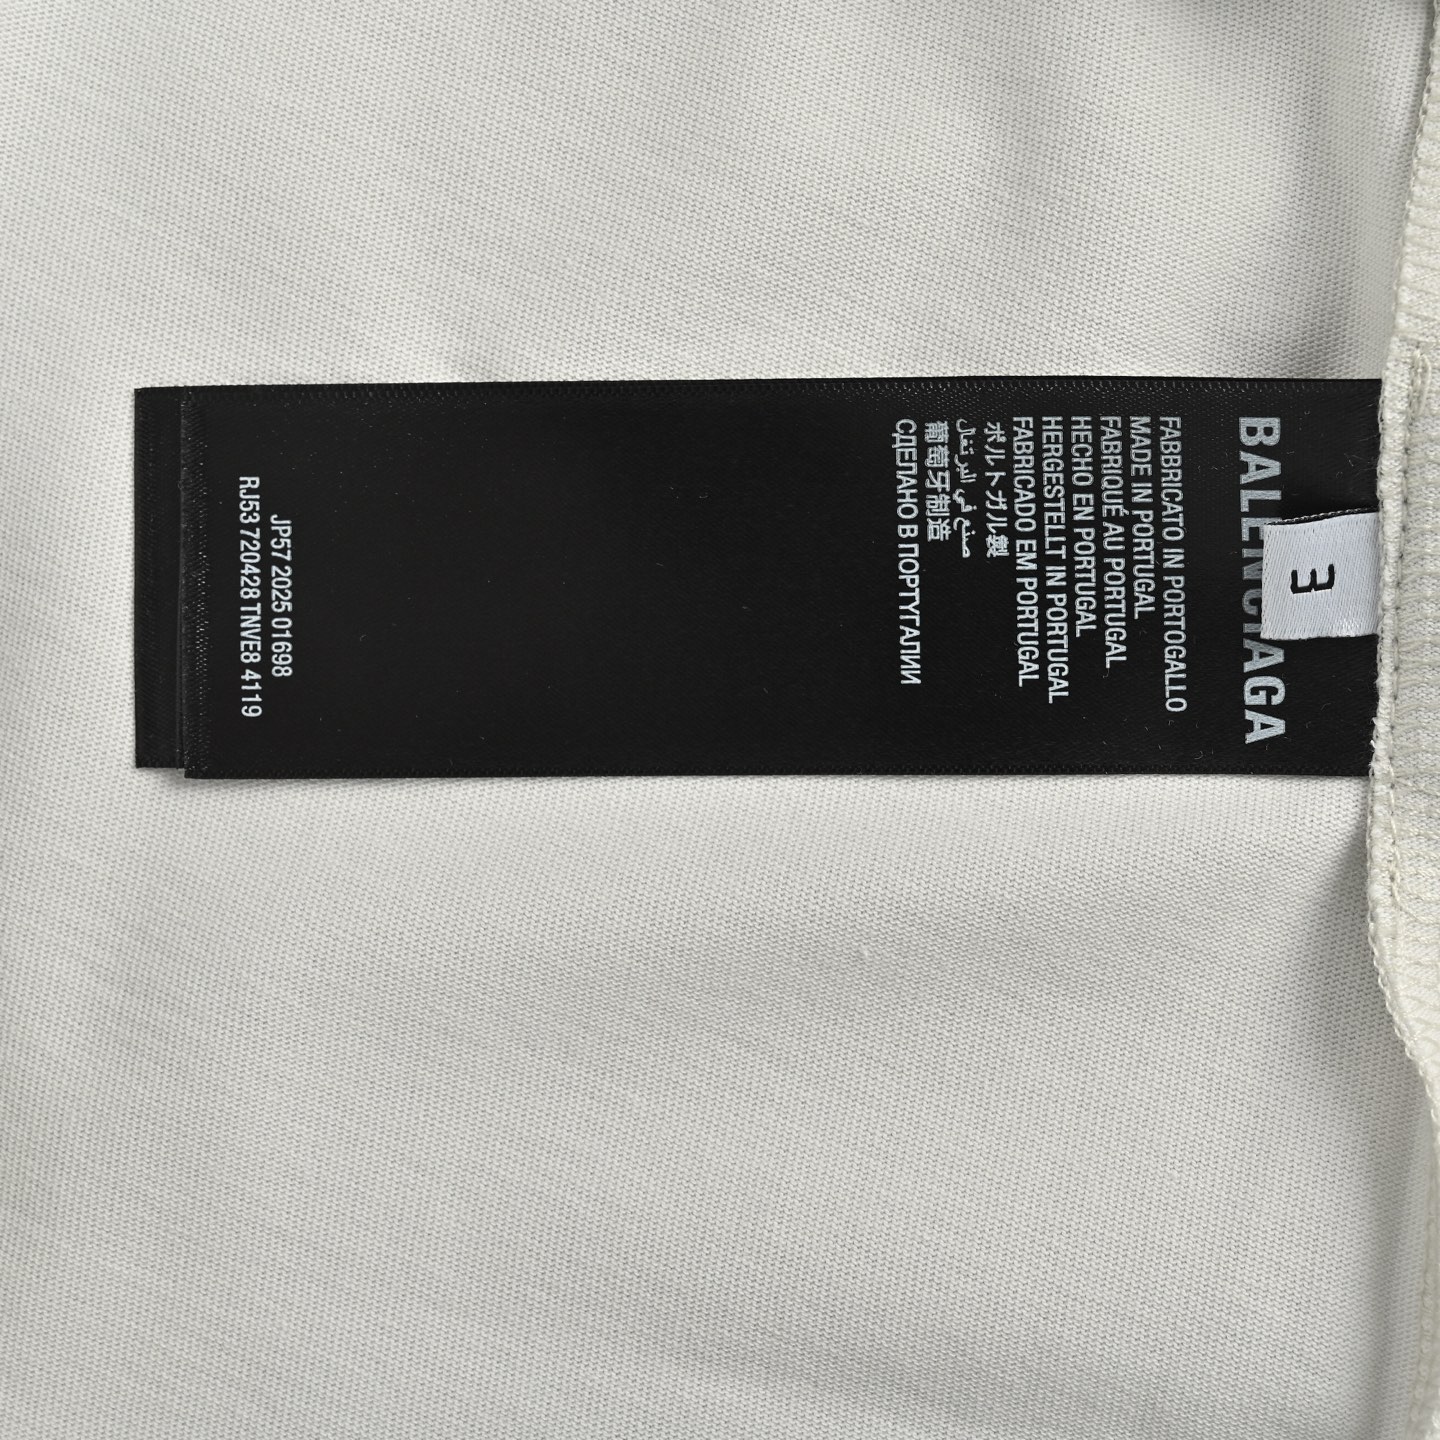 BALENCIAGA
3
FABBRICATO IN PORTOGALLO
MADE IN PORTUGAL
FABRIQUÉ AU PORTUGAL
HECHO EN PORTUGAL
HERGESTELLT IN PORTUGAL
FABRICADO EM PORTUGAL
ポルトガル製
صنع في البرتغال
葡萄牙制造
СДЕЛАНО В ПОРТУГАЛИИ
JP57 2025 01698
RJ53 720428 TNVE8 4119